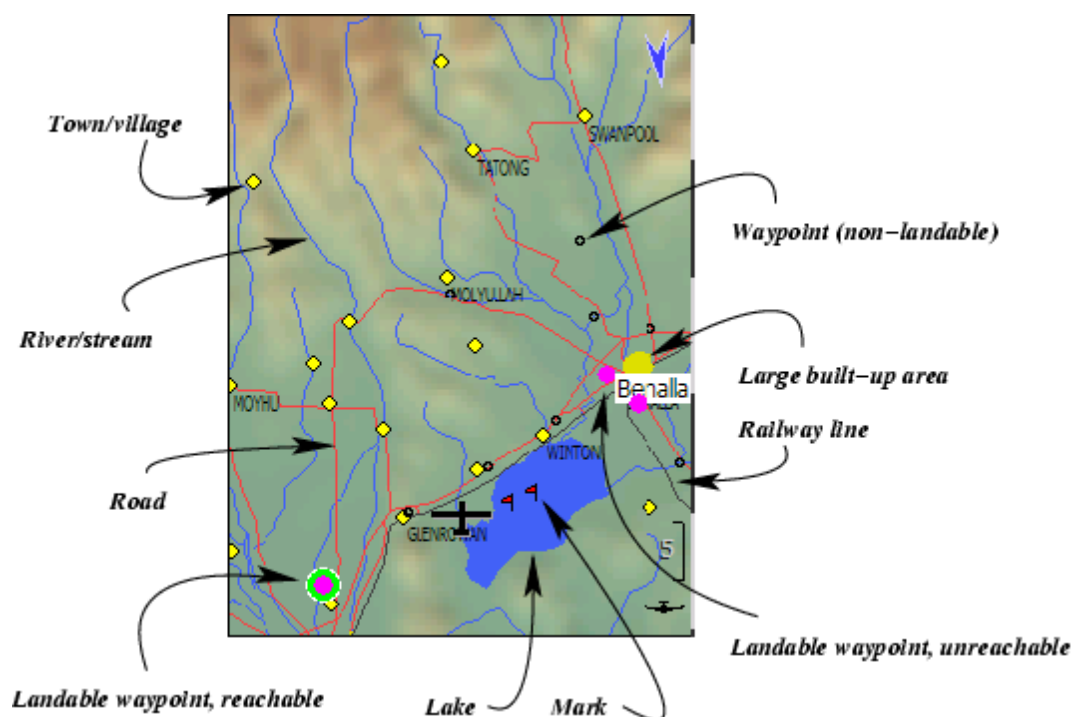 Town/village
SWANPOOL
TATONG
Waypoint (non-landable)
MOLYULLAH
River/stream
Large built-up area
Benalla
MOYHU
Railway line
WINTON
Road
GLENROWAN
5
Landable waypoint, unreachable
Landable waypoint, reachable
Lake
Mark